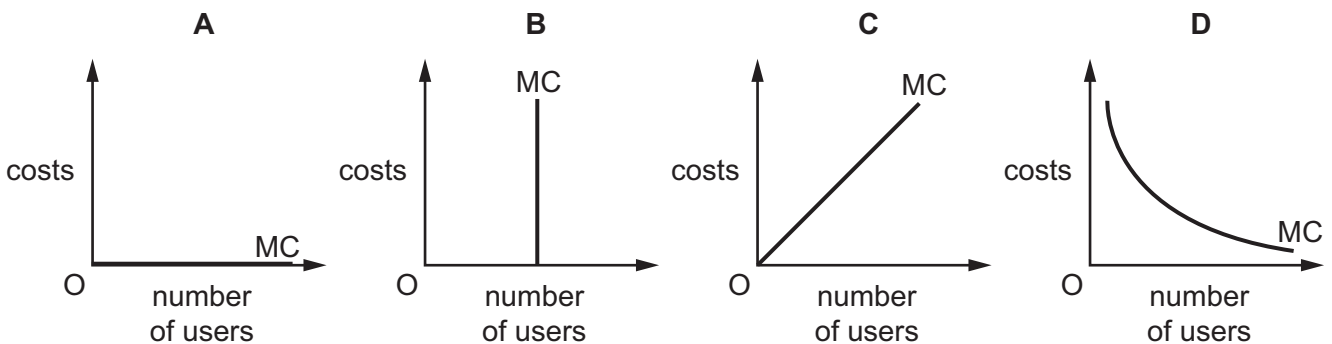 A B C D
MC
MC
costs costs costs costs
MC MC
O O O O
number number number number
of users of users of users of users